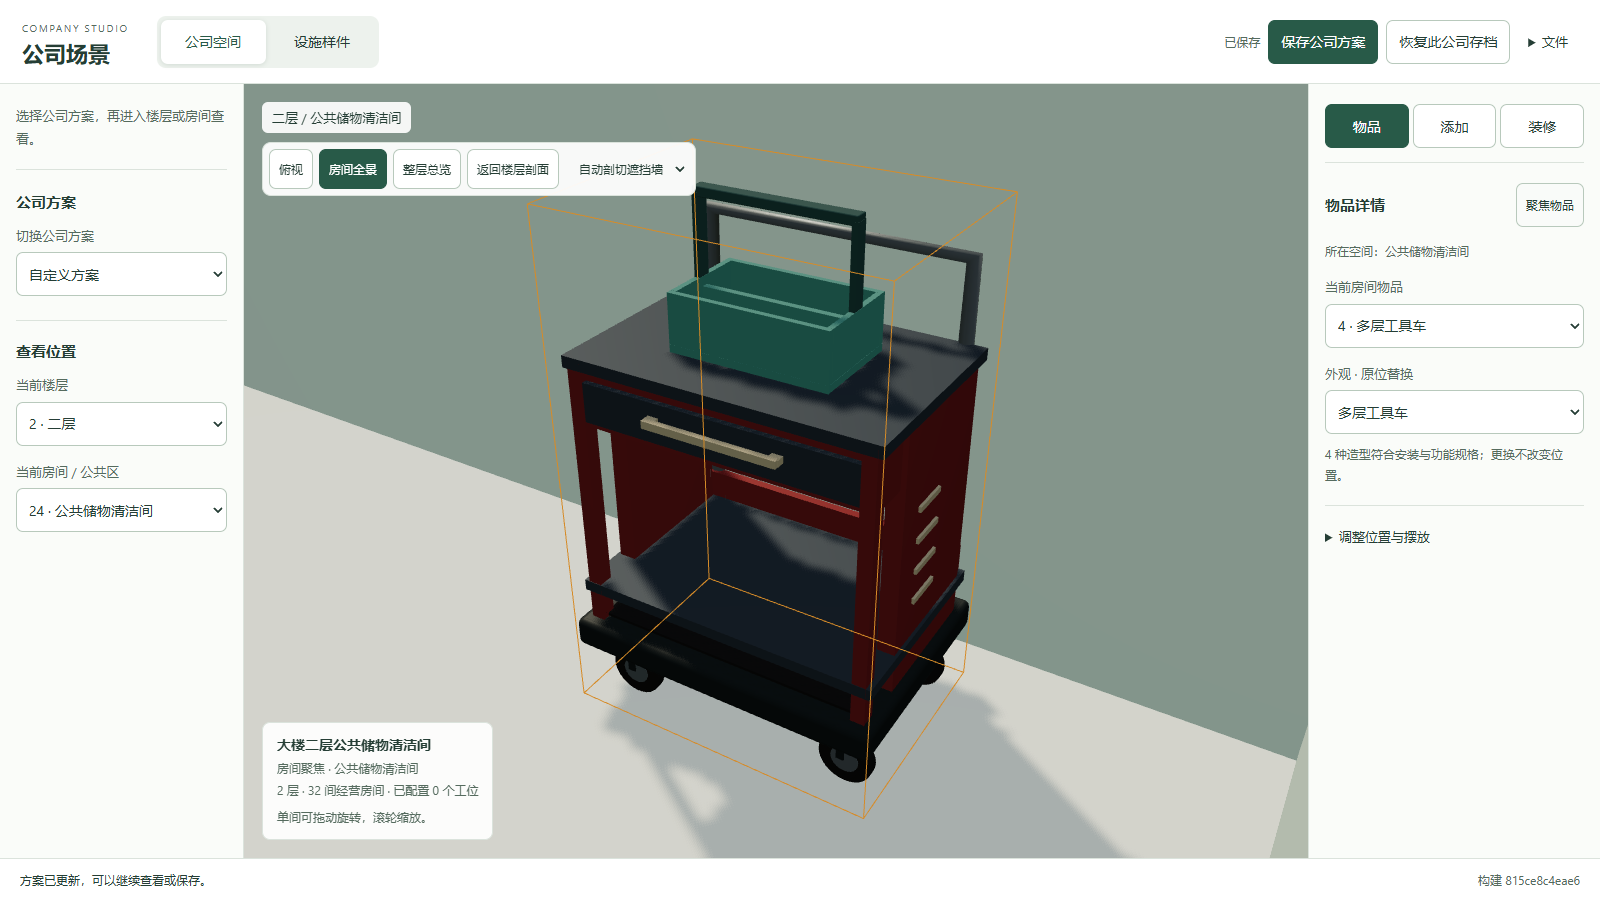 COMPANY STUDIO
公司场景
公司空间
设施样件
已保存
保存公司方案
恢复此公司存档
文件
选择公司方案，再进入楼层或房间查
看。
公司方案
切换公司方案
自定义方案
查看位置
当前楼层
2 · 二层
当前房间 / 公共区
24 · 公共储物清洁间
二层 / 公共储物清洁间
俯视
房间全景
整层总览
返回楼层剖面
自动剖切遮挡墙
大楼二层公共储物清洁间
房间聚焦 · 公共储物清洁间
2 层 · 32 间经营房间 · 已配置 0 个工位
单间可拖动旋转，滚轮缩放。
物品
添加
装修
物品详情
聚焦物品
所在空间：公共储物清洁间
当前房间物品
4 · 多层工具车
外观 · 原位替换
多层工具车
4 种造型符合安装与功能规格；更换不改变位
置。
调整位置与摆放
方案已更新，可以继续查看或保存。
构建 815ce8c4eae6